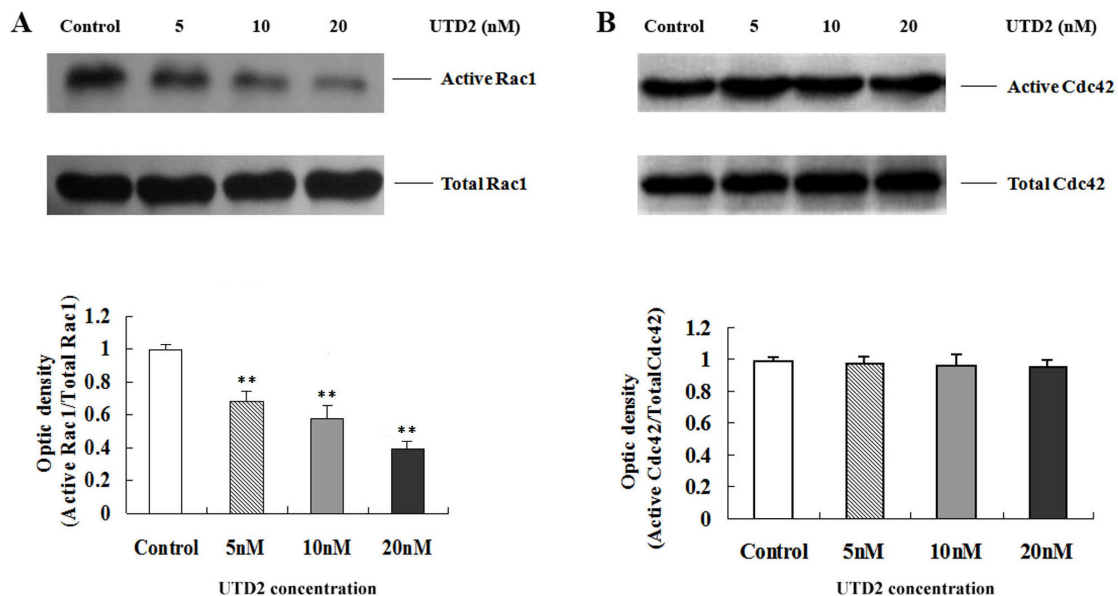 A
Control 5 10 20 UTD2 (nM)
Active Rac1
Total Rac1
Optic density
(Active Rac1/Total Rac1)
1.2
1
0.8
0.6
0.4
0.2
0
**
**
**
Control 5nM 10nM 20nM
UTD2 concentration
B
Control 5 10 20 UTD2 (nM)
Active Cdc42
Total Cdc42
Optic density
(Active Cdc42/TotalCdc42)
1.2
1
0.8
0.6
0.4
0.2
0
Control 5nM 10nM 20nM
UTD2 concentration